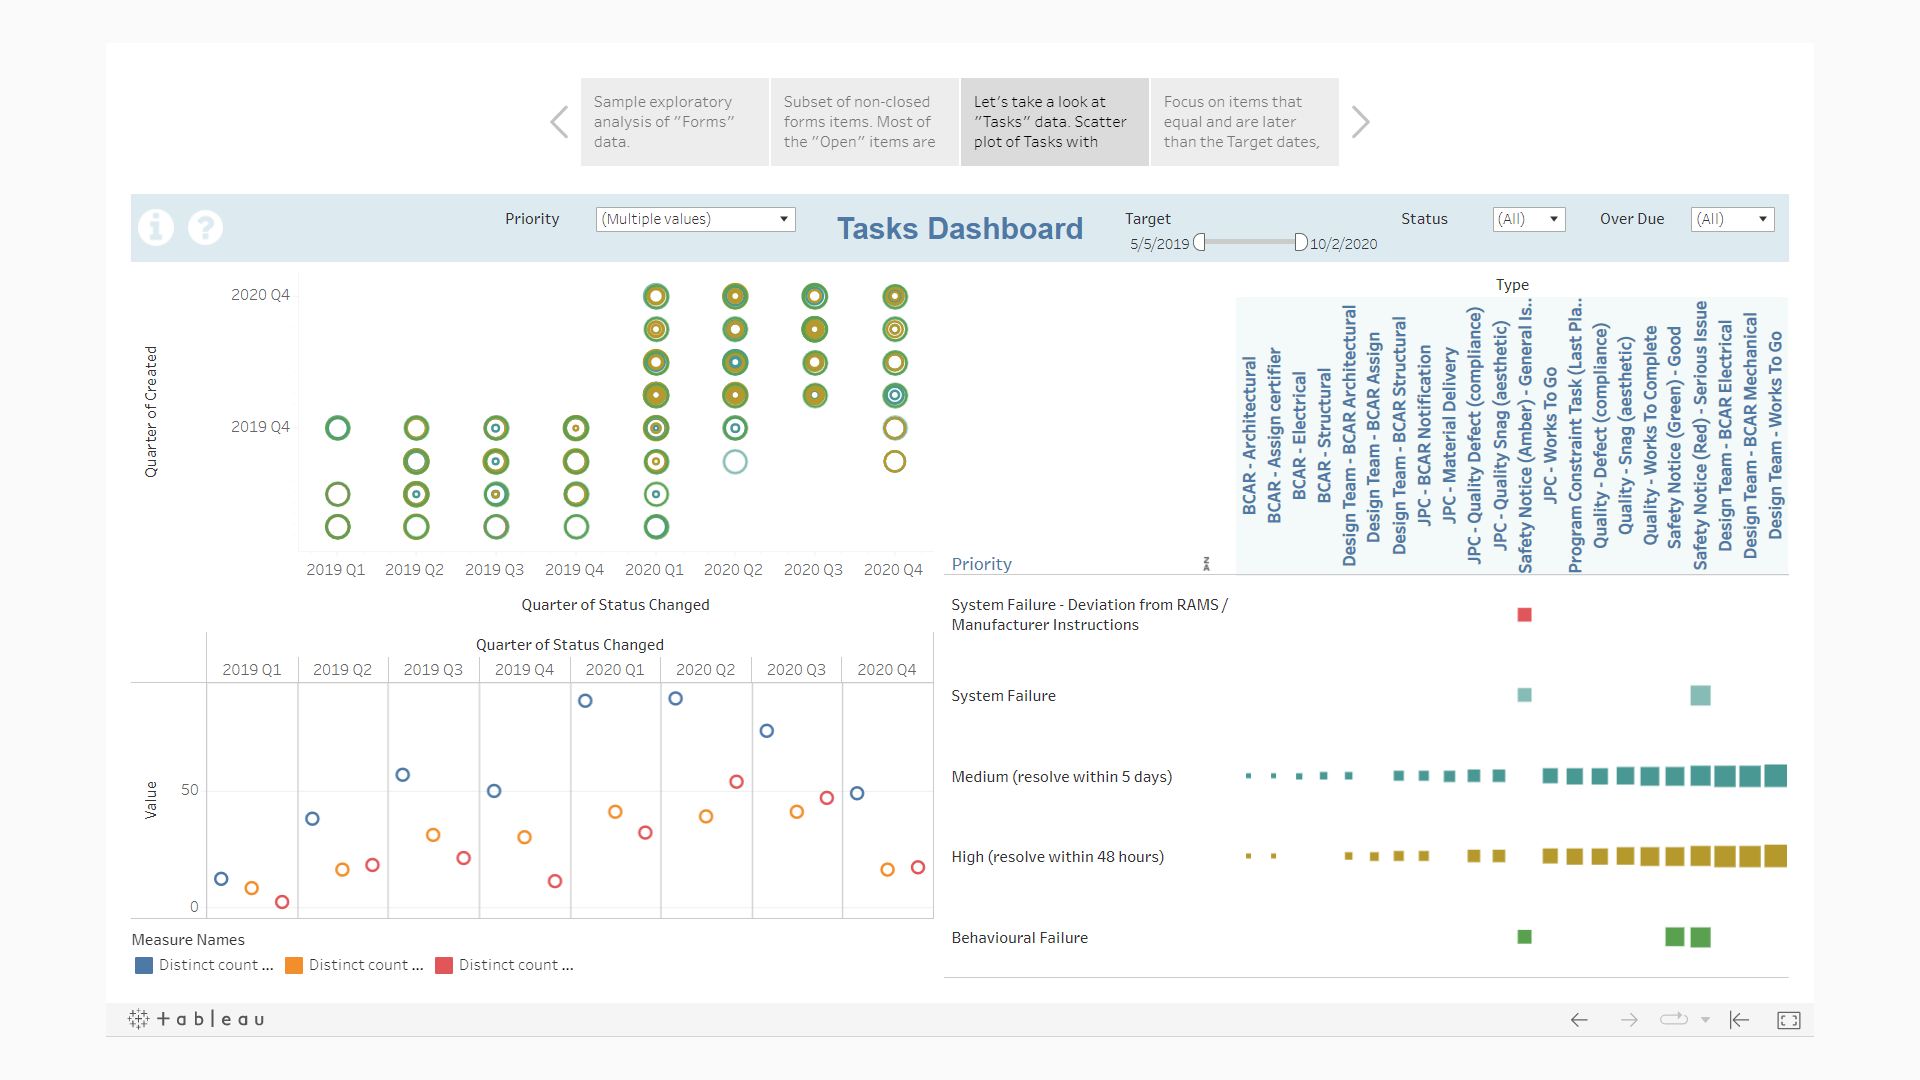 Sample exploratory
analysis of "Forms"
data.
Subset of non-closed
forms items. Most of
the "Open" items are
Let's take a look at
"Tasks" data. Scatter
plot of Tasks with
Focus on items that
equal and are later
than the Target dates,
Priority
(Multiple values)
Tasks Dashboard
Target
5/5/2019
10/2/2020
Status
(All)
Over Due
(All)
Quarter of Created
2020 Q4
2019 Q4
2019 Q1 2019 Q2 2019 Q3 2019 Q4 2020 Q1 2020 Q2 2020 Q3 2020 Q4
Quarter of Status Changed
Quarter of Status Changed
2019 Q1 2019 Q2 2019 Q3 2019 Q4 2020 Q1 2020 Q2 2020 Q3 2020 Q4
Value
50
0
Measure Names
Distinct count ...
Distinct count ...
Distinct count ...
Type
BCAR - Architectural
BCAR - Assign certifier
BCAR - Electrical
BCAR - Structural
Design Team - BCAR Architectural
Design Team - BCAR Assign
Design Team - BCAR Structural
JPC - BCAR Notification
JPC - Material Delivery
JPC - Quality Defect (compliance)
JPC - Quality Snag (aesthetic)
Safety Notice (Amber) - General Is..
JPC - Works To Go
Program Constraint Task (Last Pla..
Quality - Defect (compliance)
Quality - Snag (aesthetic)
Quality - Works To Complete
Safety Notice (Green) - Good
Safety Notice (Red) - Serious Issue
Design Team - BCAR Electrical
Design Team - BCAR Mechanical
Design Team - Works To Go
Priority
System Failure - Deviation from RAMS /
Manufacturer Instructions
System Failure
Medium (resolve within 5 days)
High (resolve within 48 hours)
Behavioural Failure
+ableau